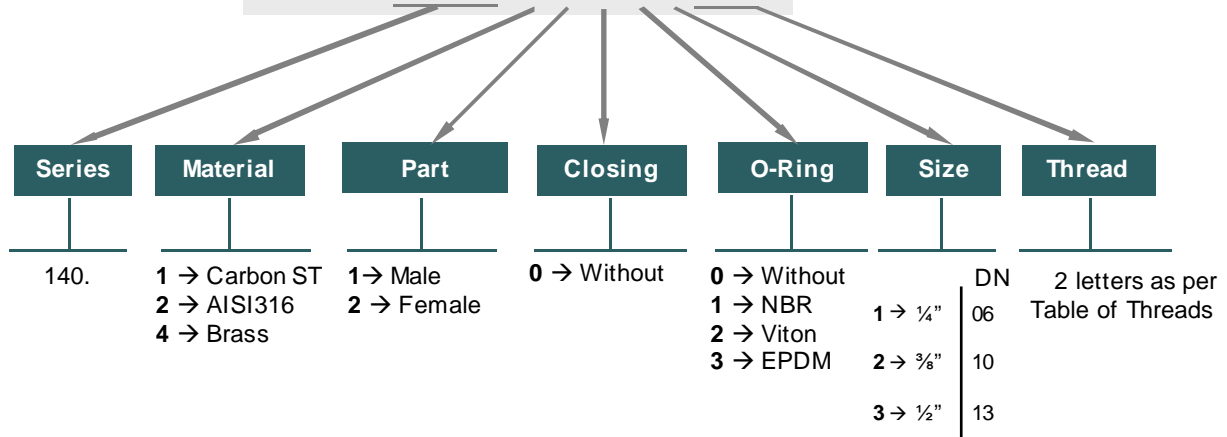 Series
Material
Part
Closing
O-Ring
Size
Thread
140.
1 → Carbon ST
2 → AISI316
4 → Brass
1→ Male
2 → Female
0 → Without
0 → Without
1 → NBR
2 → Viton
3 → EPDM
DN
1 → ¼” 06
2 → ⅜” 10
3 → ½” 13
2 letters as per
Table of Threads